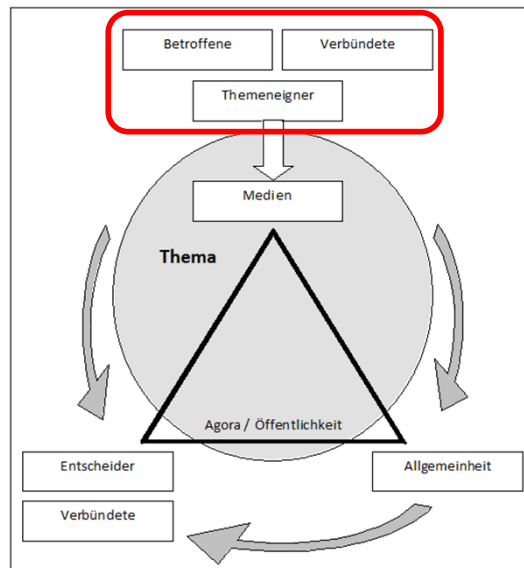 Betroffene
Verbündete
Themeneigner
Medien
Thema
Agora / Öffentlichkeit
Entscheider
Allgemeinheit
Verbündete